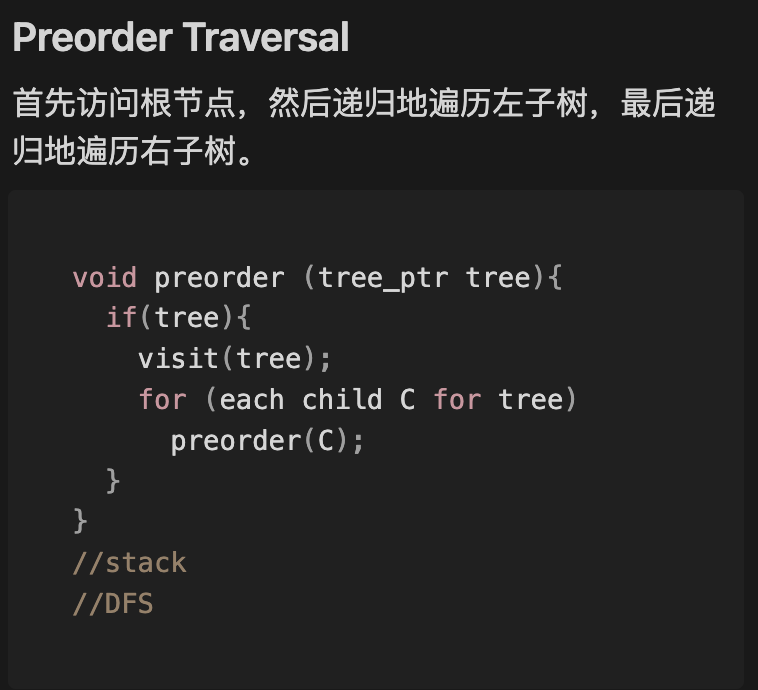 Preorder Traversal
首先访问根节点，然后递归地遍历左子树，最后递
归地遍历右子树。
void preorder (tree_ptr tree){
  if(tree){
    visit(tree);
    for (each child C for tree)
      preorder(C);
  }
}
//stack
//DFS